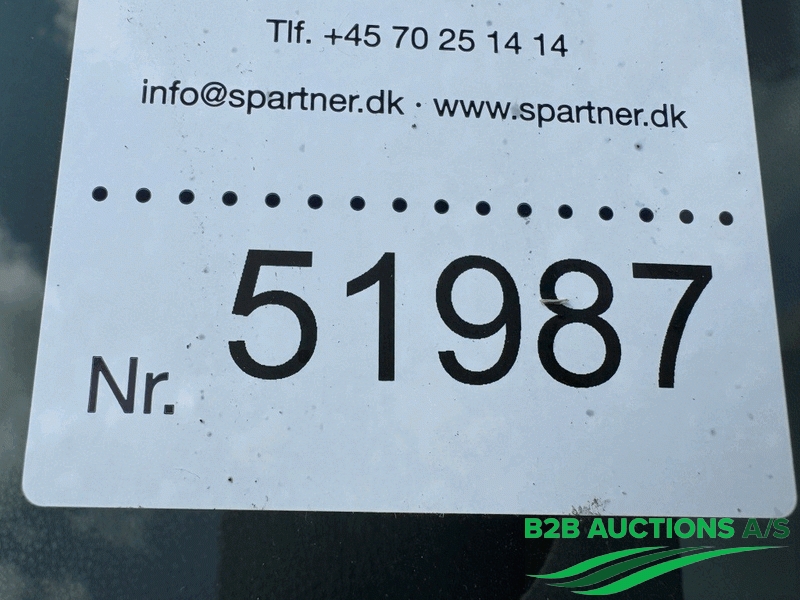 Tlf. +45 70 25 14 14
info@spartner.dk · www.spartner.dk
Nr. 51987
B2B AUCTIONS A/S